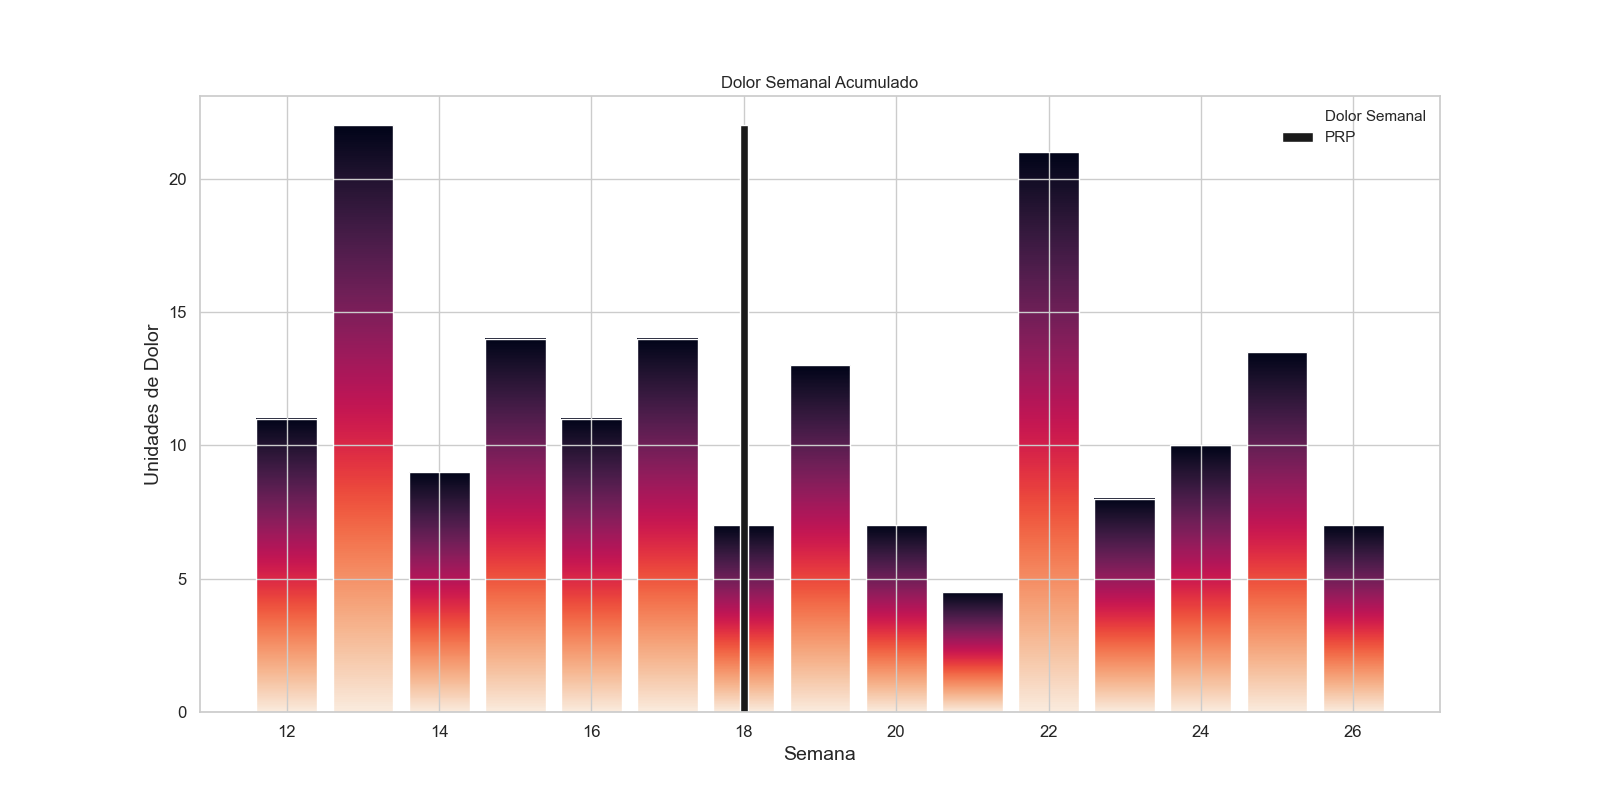 Dolor Semanal Acumulado
Dolor Semanal
PRP
Unidades de Dolor
20
15
10
5
0
12 14 16 18 20 22 24 26
Semana